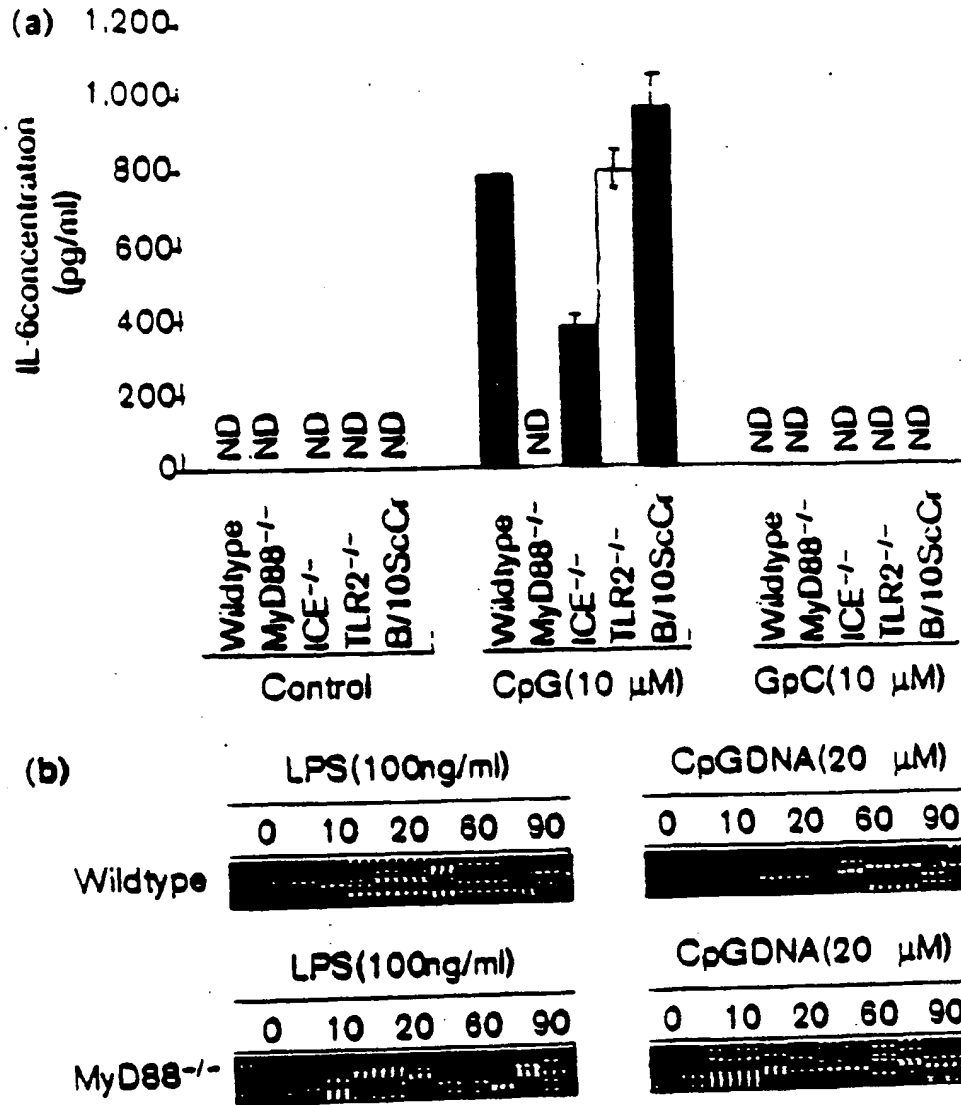 (a)
1.200
1.000
800
600
400
200
0
IL-6concentration
(pg/ml)
ND ND ND ND ND
ND
ND ND ND ND ND
Wildtype
MyD88-/-
ICE-/-
TLR2-/-
B/10ScCr
Control
Wildtype
MyD88-/-
ICE-/-
TLR2-/-
B/10ScCr
CpG(10 μM)
Wildtype
MyD88-/-
ICE-/-
TLR2-/-
B/10ScCr
GpC(10 μM)
(b)
LPS(100ng/ml)
0 10 20 60 90
CpGDNA(20 μM)
0 10 20 60 90
Wildtype
LPS(100ng/ml)
0 10 20 60 90
CpGDNA(20 μM)
0 10 20 60 90
MyD88-/-